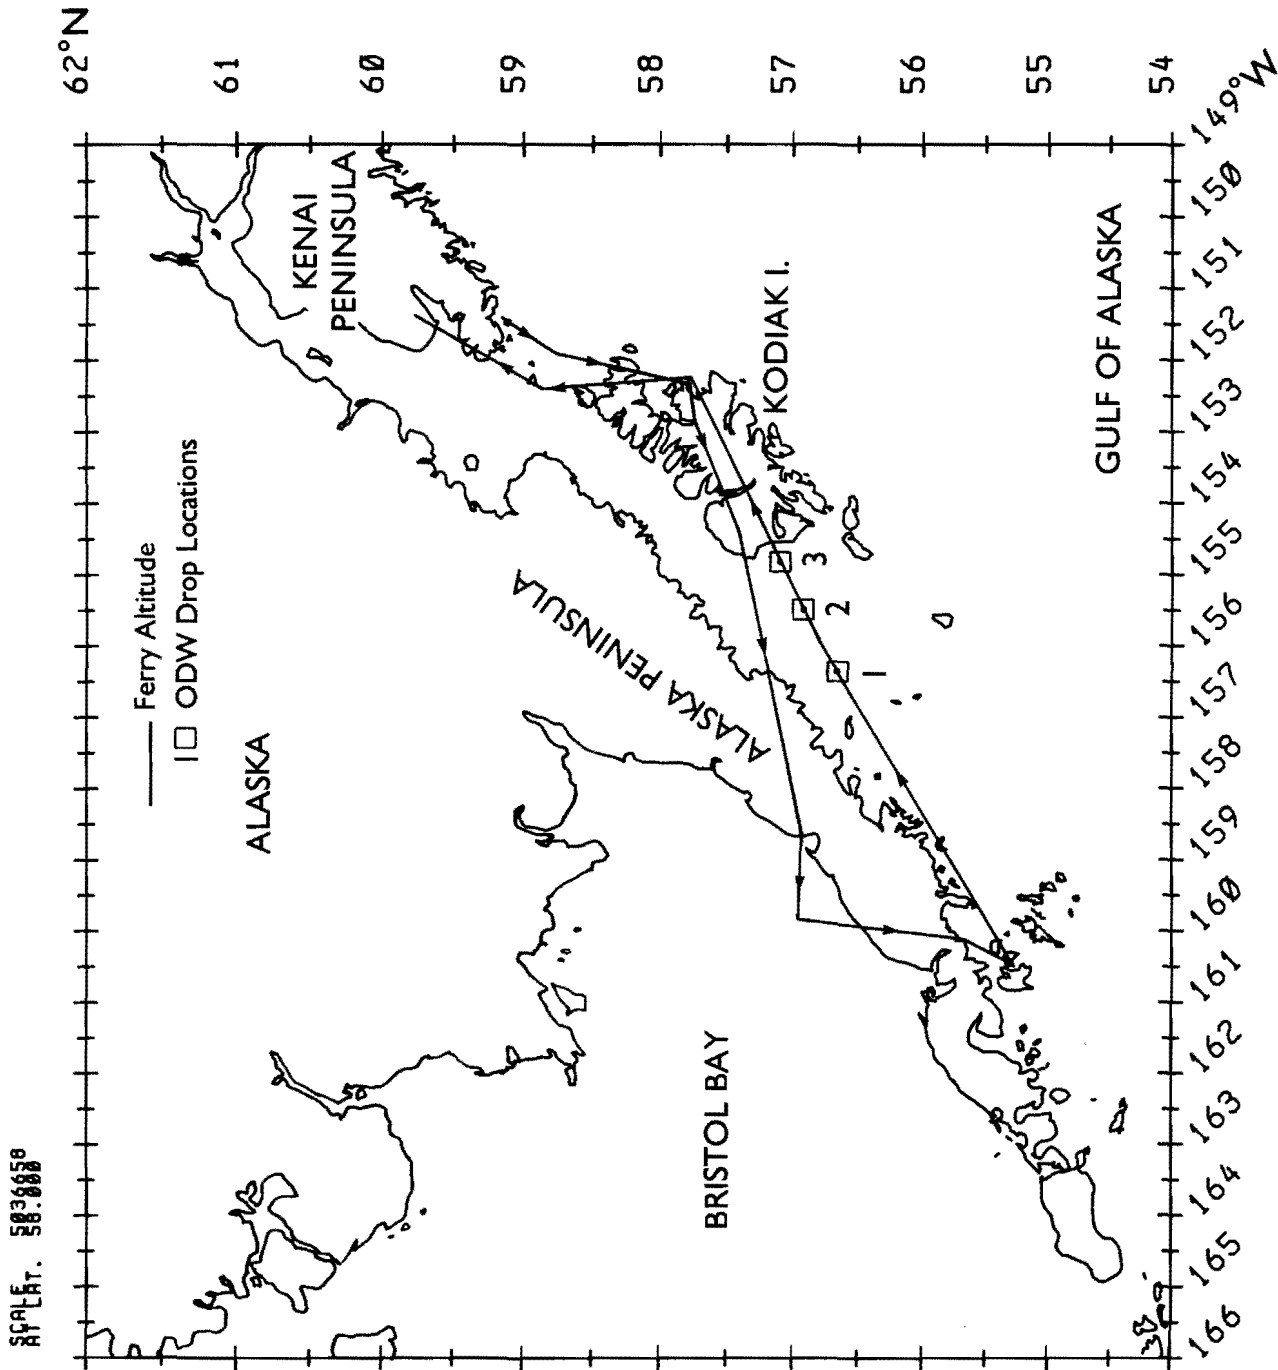 SCALE 5036658
AT LAT. 58.000
62°N
61
60
59
58
57
56
55
54
Ferry Altitude
1 ODW Drop Locations
ALASKA
KENAI
PENINSULA
ALASKA PENINSULA
BRISTOL BAY
KODIAK I.
1
2
3
GULF OF ALASKA
166 165 164 163 162 161 160 159 158 157 156 155 154 153 152 151 150 149°W